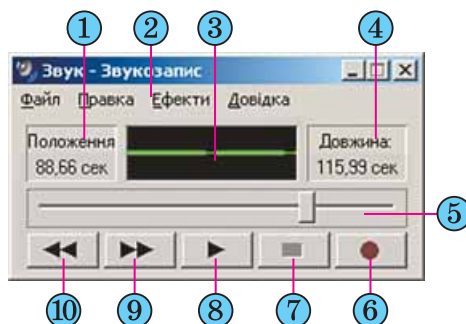 1 2 3 4
Звук - Звукозапис
Файл Правка Ефекти Довідка
Положення Довжина:
88,66 сек 115,99 сек
5
10 9 8 7 6